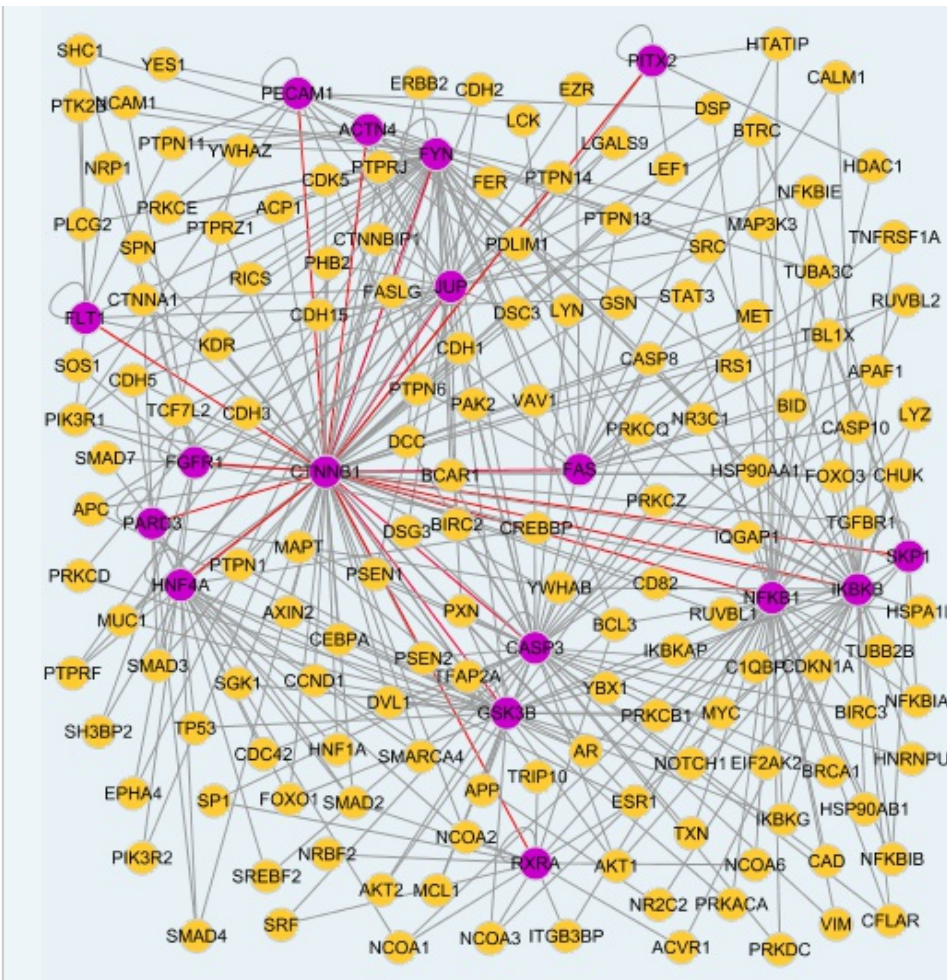 SHC1
YES1
PITX2
HTATIP
PECAM1
ERBB2
CDH2
EZR
CALM1
PTK2B
NCAM1
DSP
ACTN4
LCK
BTRC
PTPN11
YWHAZ
FYN
LGALS9
PTPRJ
HDAC1
NRP1
CDK5
FER
PTPN14
LEF1
NFKBIE
PRKCE
ACP1
PTPN13
MAP3K3
PLCG2
PTPRZ1
CTNNBIP1
PDLIM1
TNFRSF1A
SPN
SRC
PHB2
RICS
TUBA3C
CTNNA1
FASLG
JUP
STAT3
RUVBL2
FLT1
CDH15
DSC3
LYN
GSN
MET
TBL1X
KDR
CDH1
CASP8
SOS1
IRS1
APAF1
CDH5
PTPN6
PIK3R1
TCF7L2
CDH3
PAK2
VAV1
NR3C1
BID
LYZ
PRKCQ
CASP10
DCC
SMAD7
FGFR1
CTNNB1
BCAR1
FAS
HSP90AA1
FOXO3
CHUK
APC
PRKCZ
PARD3
DSG3
BIRC2
CREBBP
TGFBR1
IQGAP1
MAPT
SKP1
PRKCD
HNF4A
PTPN1
PSEN1
YWHAB
CD82
NFKB1
IKBKB
MUC1
AXIN2
PXN
RUVBL1
BCL3
CEBPA
CASP3
IKBKAP
TUBB2B
PTPRF
SMAD3
PSEN2
C1QBP
CDKN1A
SGK1
CCND1
TFAP2A
YBX1
NFKBIA
DVL1
GSK3B
PRKCB1
MYC
BIRC3
SH3BP2
TP53
CDC42
HNF1A
SMARCA4
AR
NOTCH1
EIF2AK2
HNRNPU
BRCA1
EPHA4
SP1
FOXO1
SMAD2
APP
TRIP10
ESR1
HSP90AB1
IKBKG
TXN
NCOA2
PIK3R2
NRBF2
RXRA
AKT1
NCOA6
CAD
NFKBIB
SREBF2
AKT2
MCL1
NR2C2
PRKACA
SRF
VIM
CFLAR
SMAD4
NCOA1
NCOA3
ITGB3BP
ACVR1
PRKDC